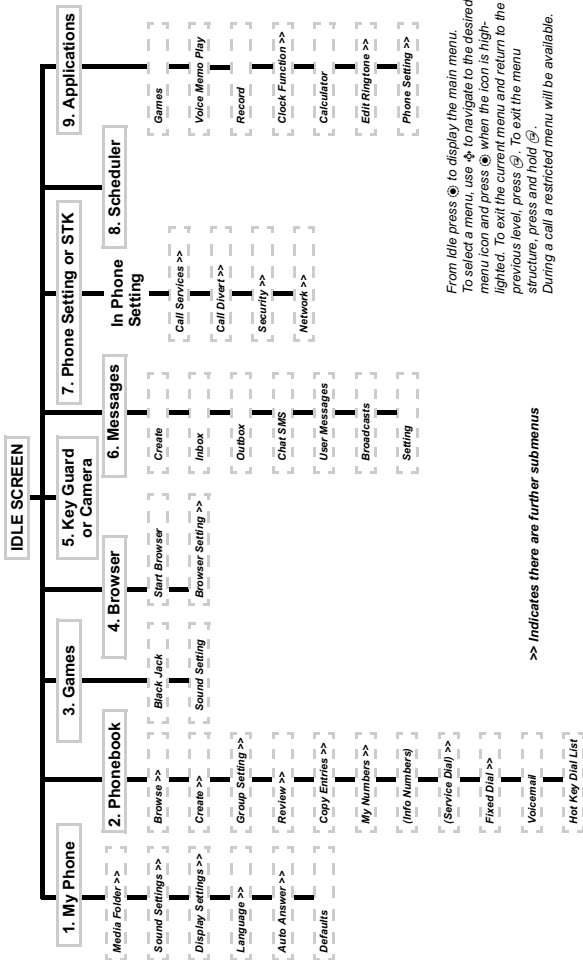 IDLE SCREEN
1. My Phone
Media Folder >>
Sound Settings >>
Display Settings >>
Language >>
Auto Answer >>
Defaults
2. Phonebook
Browse >>
Create >>
Group Setting >>
Review >>
Copy Entries >>
My Numbers >>
(Info Numbers)
(Service Dial) >>
Fixed Dial >>
Voicemail
Hot Key Dial List
3. Games
Black Jack
Sound Setting
4. Browser
Start Browser
Browser Setting >>
5. Key Guard
or Camera
6. Messages
Create
Inbox
Outbox
Chat SMS
User Messages
Broadcasts
Setting
7. Phone Setting or STK
In Phone
Setting
Call Services >>
Call Divert >>
Security >>
Network >>
8. Scheduler
9. Applications
Games
Voice Memo Play
Record
Clock Function >>
Calculator
Edit Ringtone >>
Phone Setting >>
>> Indicates there are further submenus
From Idle press to display the main menu.
To select a menu, use to navigate to the desired
menu icon and press when the icon is high-
lighted. To exit the current menu and return to the
previous level, press . To exit the menu
structure, press and hold .
During a call a restricted menu will be available.